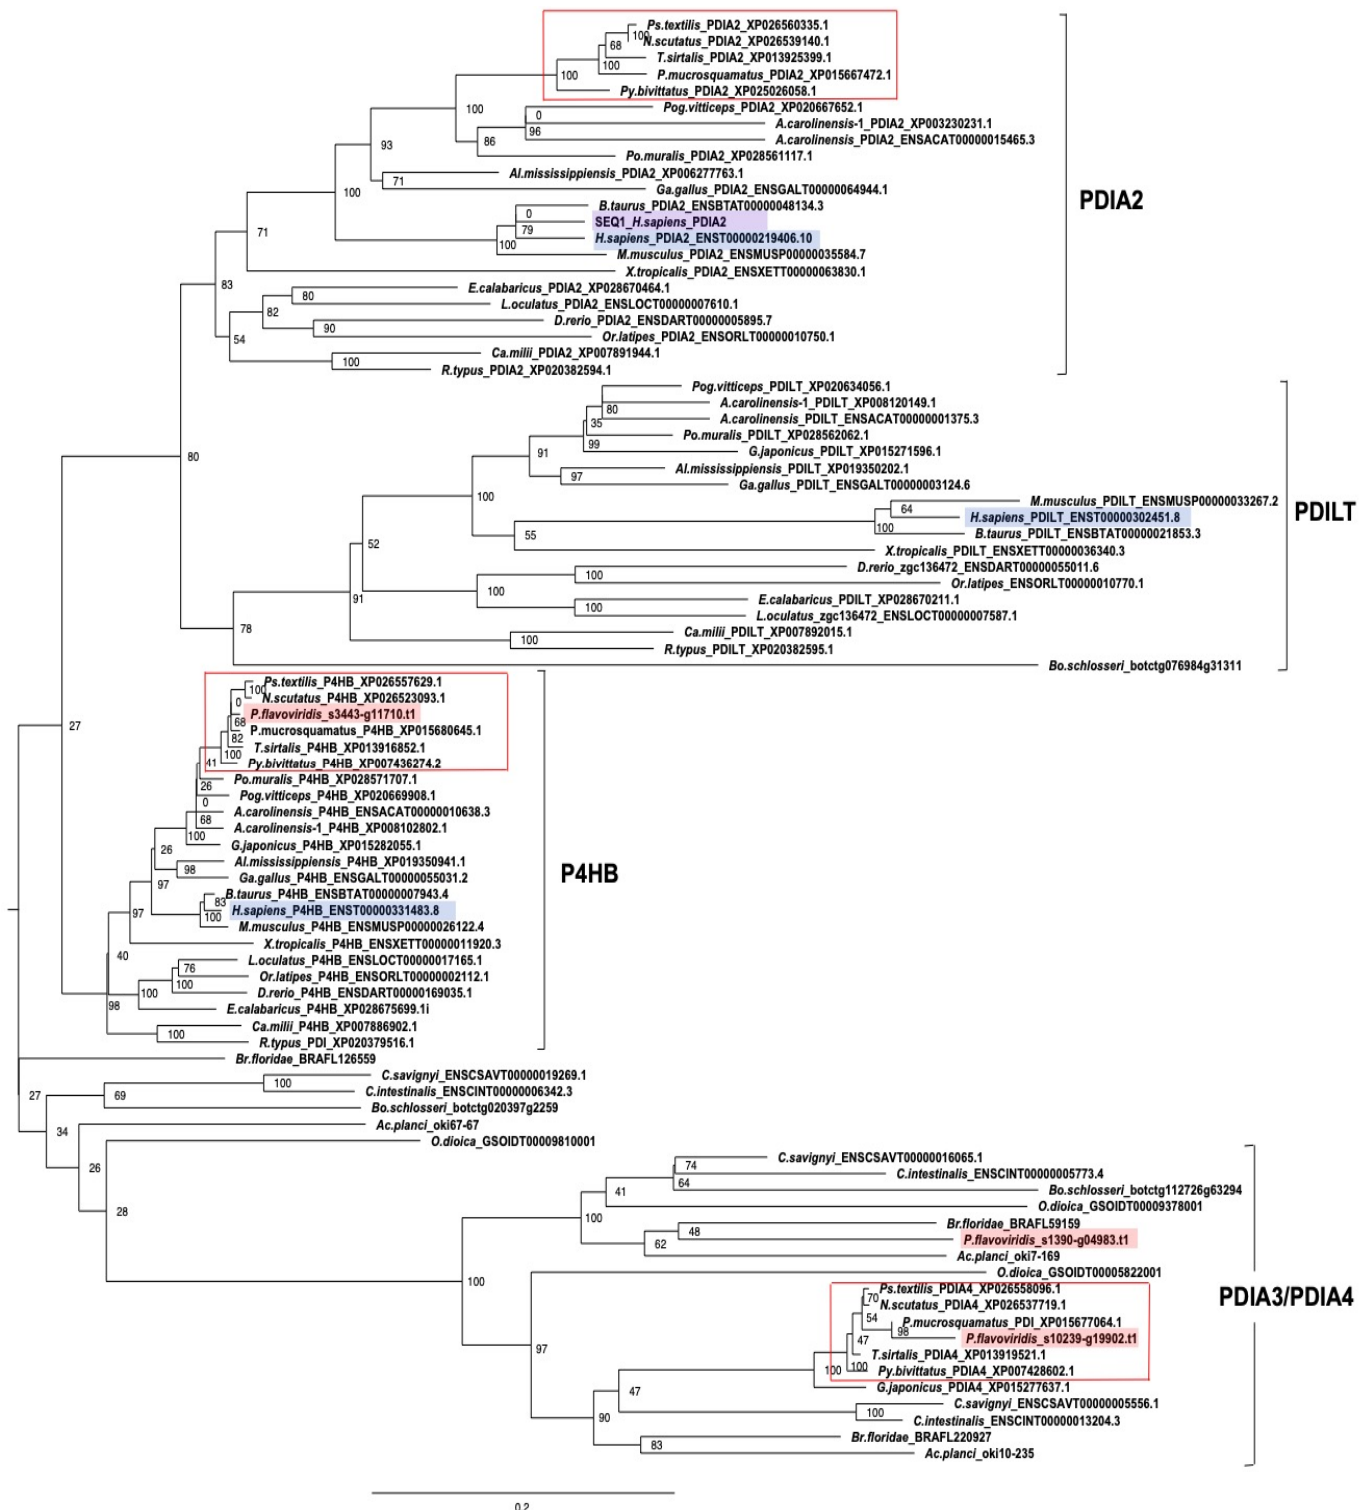 Ps.textilis_PDIA2_XP026560335.1
100
N.scutatus_PDIA2_XP026539140.1
68
T.sirtalis_PDIA2_XP013925399.1
100
P.mucrosquamatus_PDIA2_XP015667472.1
100
Py.bivittatus_PDIA2_XP025026058.1
Pog.vitticeps_PDIA2_XP020667652.1
100
0
A.carolinensis-1_PDIA2_XP003230231.1
96
A.carolinensis_PDIA2_ENSACAT00000015465.3
86
93
Po.muralis_PDIA2_XP028561117.1
Al.mississippiensis_PDIA2_XP006277763.1
71
Ga.gallus_PDIA2_ENSGALT00000064944.1
100
PDIA2
B.taurus_PDIA2_ENSBTAT00000048134.3
0
SEQ1_H.sapiens_PDIA2
79
71
H.sapiens_PDIA2_ENST00000219406.10
100
M.musculus_PDIA2_ENSMUSP00000035584.7
X.tropicalis_PDIA2_ENSXETT00000063830.1
83
E.calabaricus_PDIA2_XP028670464.1
80
L.oculatus_PDIA2_ENSLOCT00000007610.1
82
D.rerio_PDIA2_ENSDART00000005895.7
90
Or.latipes_PDIA2_ENSORLT00000010750.1
54
Ca.milii_PDIA2_XP007891944.1
100
R.typus_PDIA2_XP020382594.1
Pog.vitticeps_PDILT_XP020634056.1
A.carolinensis-1_PDILT_XP008120149.1
80
A.carolinensis_PDILT_ENSACAT00000001375.3
35
Po.muralis_PDILT_XP028562062.1
99
G.japonicus_PDILT_XP015271596.1
91
80
Al.mississippiensis_PDILT_XP019350202.1
97
Ga.gallus_PDILT_ENSGALT00000003124.6
100
M.musculus_PDILT_ENSMUSP00000033267.2
64
PDILT
H.sapiens_PDILT_ENST00000302451.8
100
B.taurus_PDILT_ENSBTAT00000021853.3
55
52
X.tropicalis_PDILT_ENSXETT00000036340.3
D.rerio_zgc136472_ENSDART00000055011.6
100
Or.latipes_ENSORLT00000010770.1
100
91
E.calabaricus_PDILT_XP028670211.1
100
L.oculatus_zgc136472_ENSLOCT00000007587.1
78
Ca.milii_PDILT_XP007892015.1
100
R.typus_PDILT_XP020382595.1
Bo.schlosseri_botctg076984g31311
Ps.textilis_P4HB_XP026557629.1
100
N.scutatus_P4HB_XP026523093.1
0
P.flavoviridis_s3443-g11710.t1
68
27
P.mucrosquamatus_P4HB_XP015680645.1
82
T.sirtalis_P4HB_XP013916852.1
100
41
Py.bivittatus_P4HB_XP007436274.2
Po.muralis_P4HB_XP028571707.1
26
Pog.vitticeps_P4HB_XP020669908.1
0
A.carolinensis_P4HB_ENSACAT00000010638.3
68
A.carolinensis-1_P4HB_XP008102802.1
100
G.japonicus_P4HB_XP015282055.1
26
Al.mississippiensis_P4HB_XP019350941.1
98
P4HB
Ga.gallus_P4HB_ENSGALT00000055031.2
97
B.taurus_P4HB_ENSBTAT00000007943.4
83
H.sapiens_P4HB_ENST00000331483.8
97
100
M.musculus_P4HB_ENSMUSP00000026122.4
X.tropicalis_P4HB_ENSXETT00000011920.3
40
L.oculatus_P4HB_ENSLOCT00000017165.1
76
Or.latipes_P4HB_ENSORLT00000002112.1
100
D.rerio_P4HB_ENSDART00000169035.1
100
98
E.calabaricus_P4HB_XP028675699.1i
Ca.milii_P4HB_XP007886902.1
100
R.typus_PDI_XP020379516.1
Br.floridae_BRAFL126559
C.savignyi_ENSCSAVT00000019269.1
100
27
C.intestinalis_ENSCINT00000006342.3
69
Bo.schlosseri_botctg020397g2259
34
Ac.planci_oki67-67
O.dioica_GSOIDT00009810001
26
C.savignyi_ENSCSAVT00000016065.1
74
C.intestinalis_ENSCINT00000005773.4
64
41
Bo.schlosseri_botctg112726g63294
28
O.dioica_GSOIDT00009378001
100
Br.floridae_BRAFL59159
48
P.flavoviridis_s1390-g04983.t1
62
Ac.planci_oki7-169
O.dioica_GSOIDT00005822001
100
Ps.textilis_PDIA4_XP026558096.1
70
PDIA3/PDIA4
N.scutatus_PDIA4_XP026537719.1
54
P.mucrosquamatus_PDI_XP015677064.1
98
P.flavoviridis_s10239-g19902.t1
47
97
T.sirtalis_PDIA4_XP013919521.1
100
100
Py.bivittatus_PDIA4_XP007428602.1
G.japonicus_PDIA4_XP015277637.1
47
C.savignyi_ENSCSAVT00000005556.1
100
90
C.intestinalis_ENSCINT00000013204.3
Br.floridae_BRAFL220927
83
Ac.planci_oki10-235
0.2